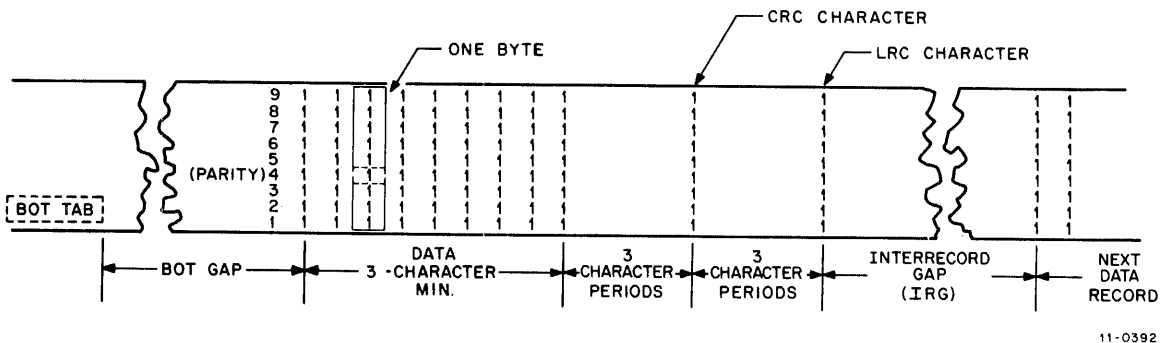 CRC CHARACTER
ONE BYTE
LRC CHARACTER
9
8
7
6
5
(PARITY) 4
3
2
1
BOT TAB
BOT GAP
DATA
3 - CHARACTER
MIN.
3
CHARACTER
PERIODS
3
CHARACTER
PERIODS
INTERRECORD
GAP
(IRG)
NEXT
DATA
RECORD
11-0392